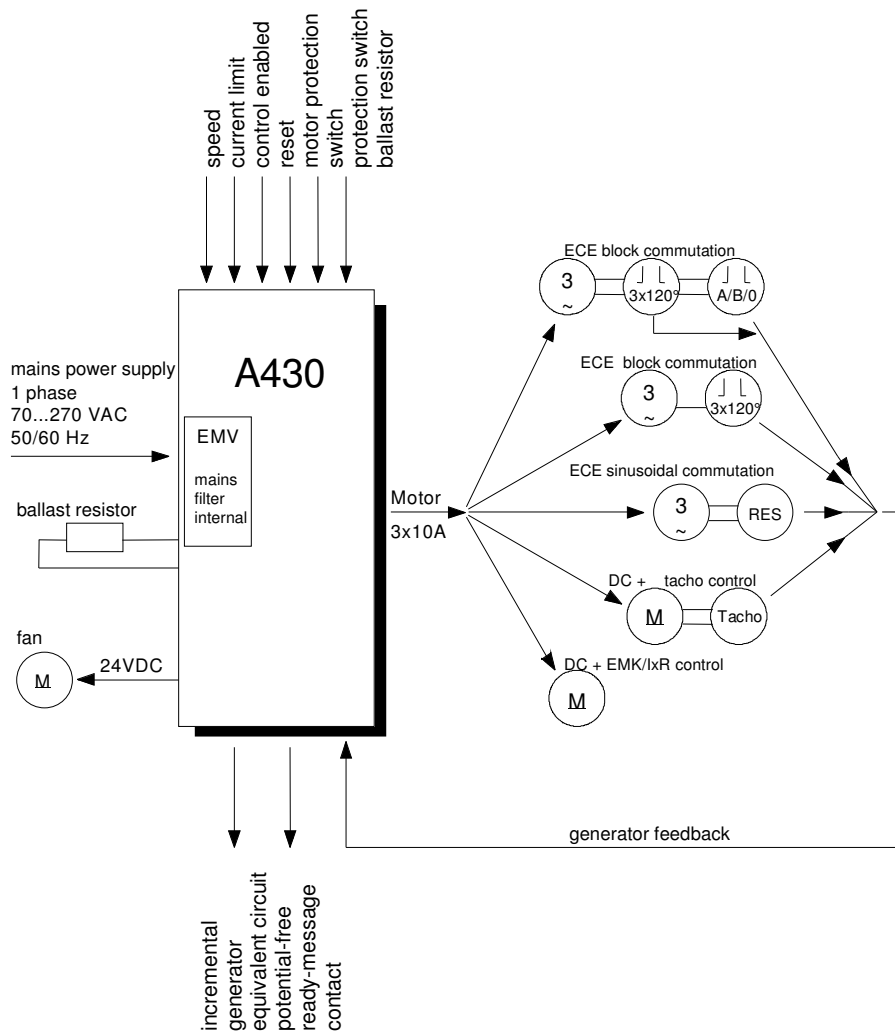 speed
current limit
control enabled
reset
motor protection
switch
protection switch
ballast resistor
ECE block commutation
3
~
3x120°
A/B/0
mains power supply
1 phase
70...270 VAC
50/60 Hz
A430
EMV
mains
filter
internal
ECE block commutation
3
~
3x120°
ECE sinusoidal commutation
3
~
RES
ballast resistor
Motor
3x10A
DC + tacho control
M
Tacho
fan
M
24VDC
DC + EMK/IxR control
M
generator feedback
incremental
generator
equivalent circuit
potential-free
ready-message
contact